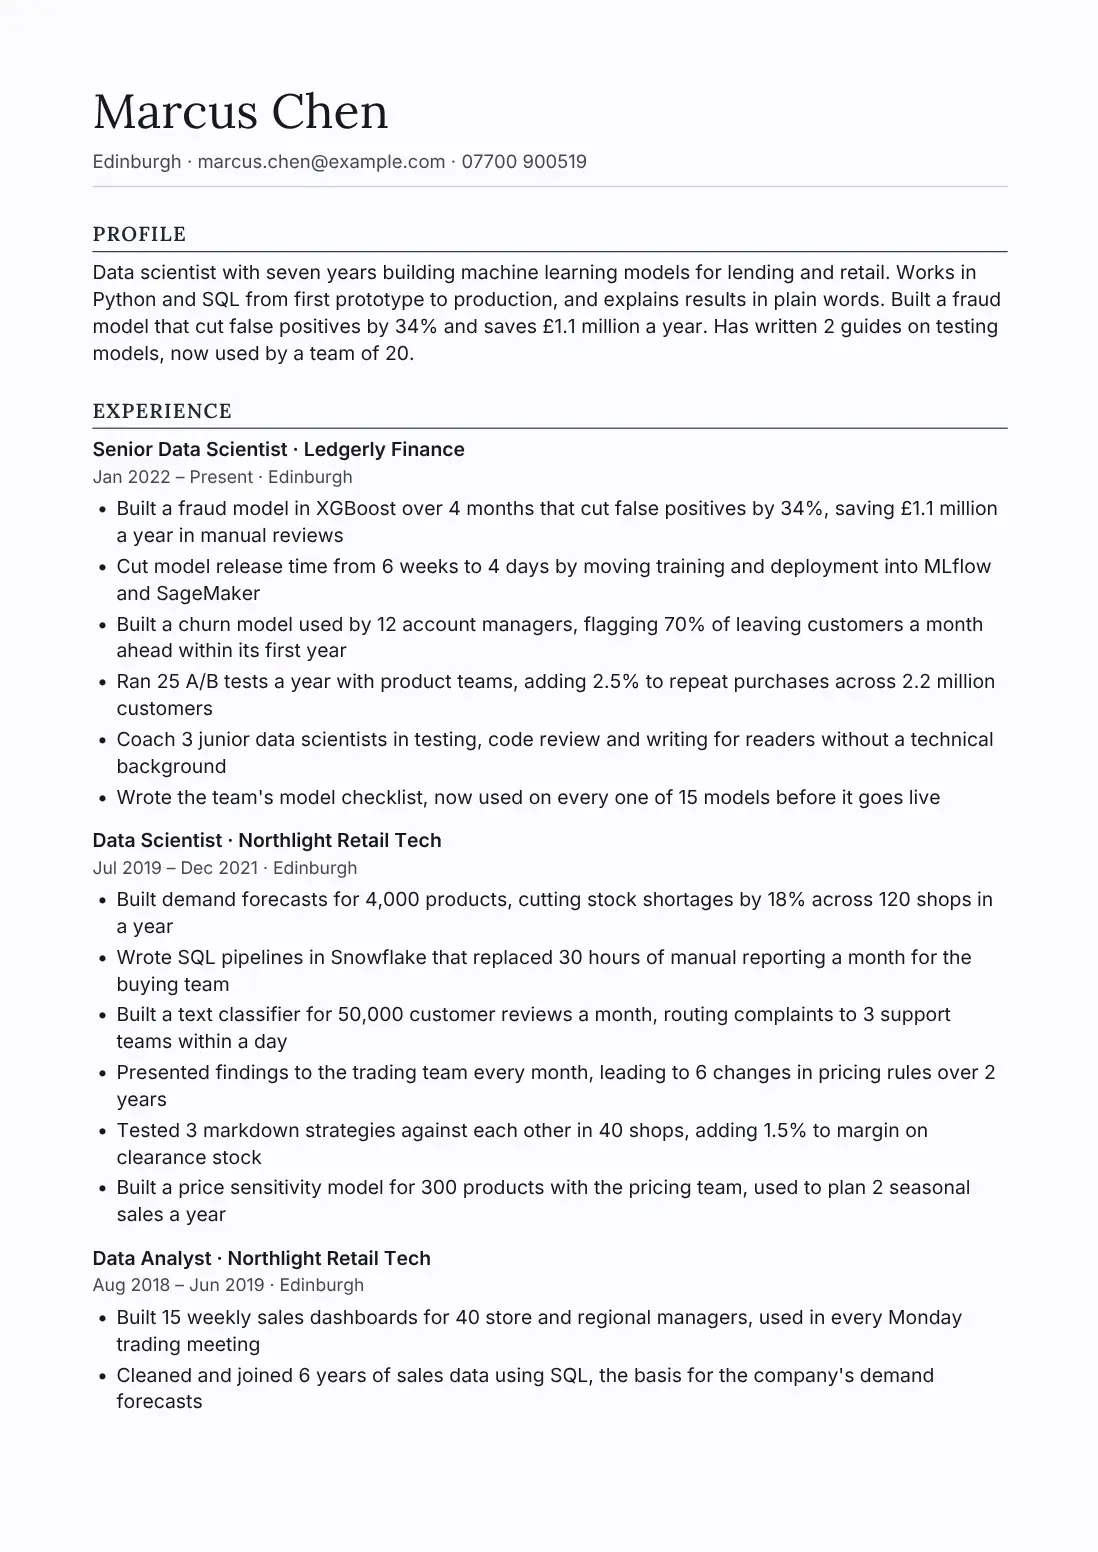 Marcus Chen
Edinburgh · marcus.chen@example.com · 07700 900519
PROFILE
Data scientist with seven years building machine learning models for lending and retail. Works in
Python and SQL from first prototype to production, and explains results in plain words. Built a fraud
model that cut false positives by 34% and saves £1.1 million a year. Has written 2 guides on testing
models, now used by a team of 20.
EXPERIENCE
Senior Data Scientist · Ledgerly Finance
Jan 2022 – Present · Edinburgh
• Built a fraud model in XGBoost over 4 months that cut false positives by 34%, saving £1.1 million
a year in manual reviews
• Cut model release time from 6 weeks to 4 days by moving training and deployment into MLflow
and SageMaker
• Built a churn model used by 12 account managers, flagging 70% of leaving customers a month
ahead within its first year
• Ran 25 A/B tests a year with product teams, adding 2.5% to repeat purchases across 2.2 million
customers
• Coach 3 junior data scientists in testing, code review and writing for readers without a technical
background
• Wrote the team's model checklist, now used on every one of 15 models before it goes live
Data Scientist · Northlight Retail Tech
Jul 2019 – Dec 2021 · Edinburgh
• Built demand forecasts for 4,000 products, cutting stock shortages by 18% across 120 shops in
a year
• Wrote SQL pipelines in Snowflake that replaced 30 hours of manual reporting a month for the
buying team
• Built a text classifier for 50,000 customer reviews a month, routing complaints to 3 support
teams within a day
• Presented findings to the trading team every month, leading to 6 changes in pricing rules over 2
years
• Tested 3 markdown strategies against each other in 40 shops, adding 1.5% to margin on
clearance stock
• Built a price sensitivity model for 300 products with the pricing team, used to plan 2 seasonal
sales a year
Data Analyst · Northlight Retail Tech
Aug 2018 – Jun 2019 · Edinburgh
• Built 15 weekly sales dashboards for 40 store and regional managers, used in every Monday
trading meeting
• Cleaned and joined 6 years of sales data using SQL, the basis for the company's demand
forecasts